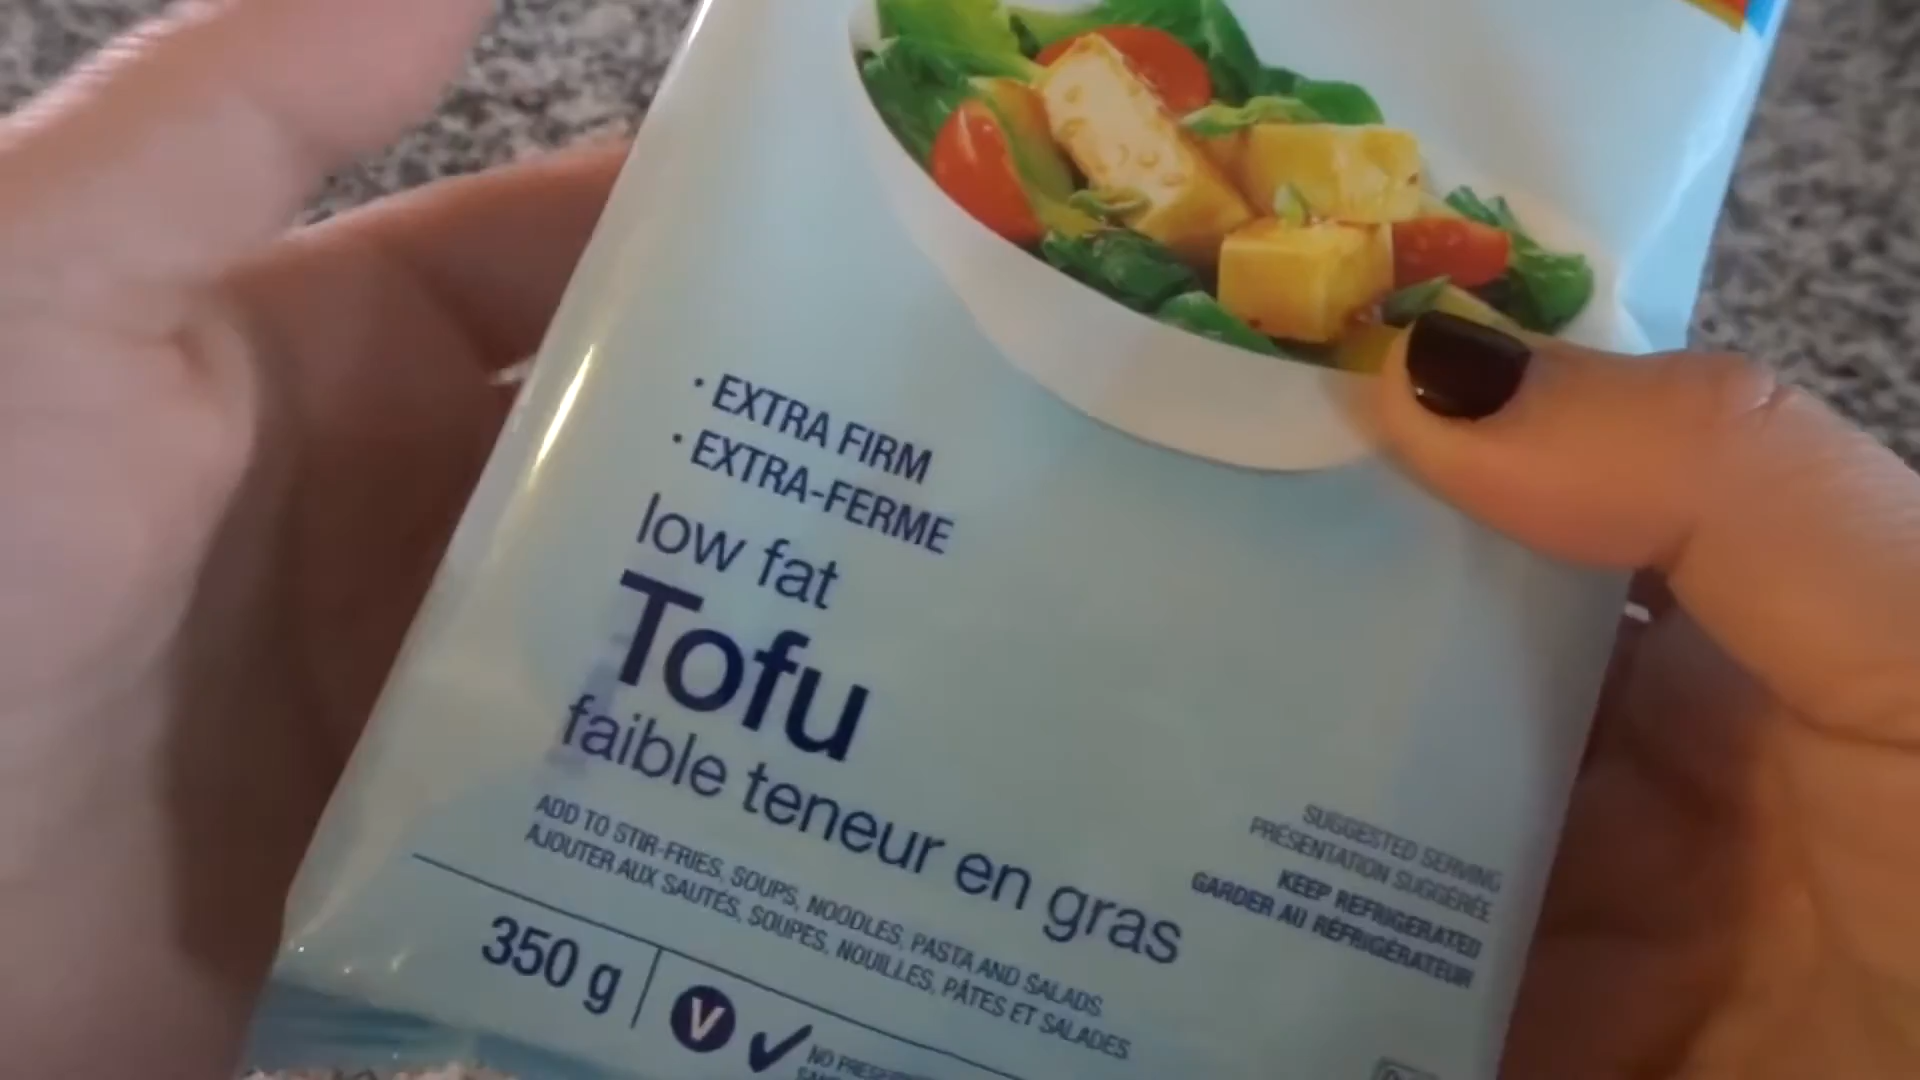 · EXTRA FIRM
· EXTRA-FERME
low fat
Tofu
faible teneur en gras
ADD TO STIR-FRIES, SOUPS, NOODLES, PASTA AND SALADS
AJOUTER AUX SAUTÉS, SOUPES, NOUILLES, PÂTES ET SALADES
SUGGESTED SERVING
PRÉSENTATION SUGGÉRÉE
KEEP REFRIGERATED
GARDER AU RÉFRIGÉRATEUR
350 g
V
NO